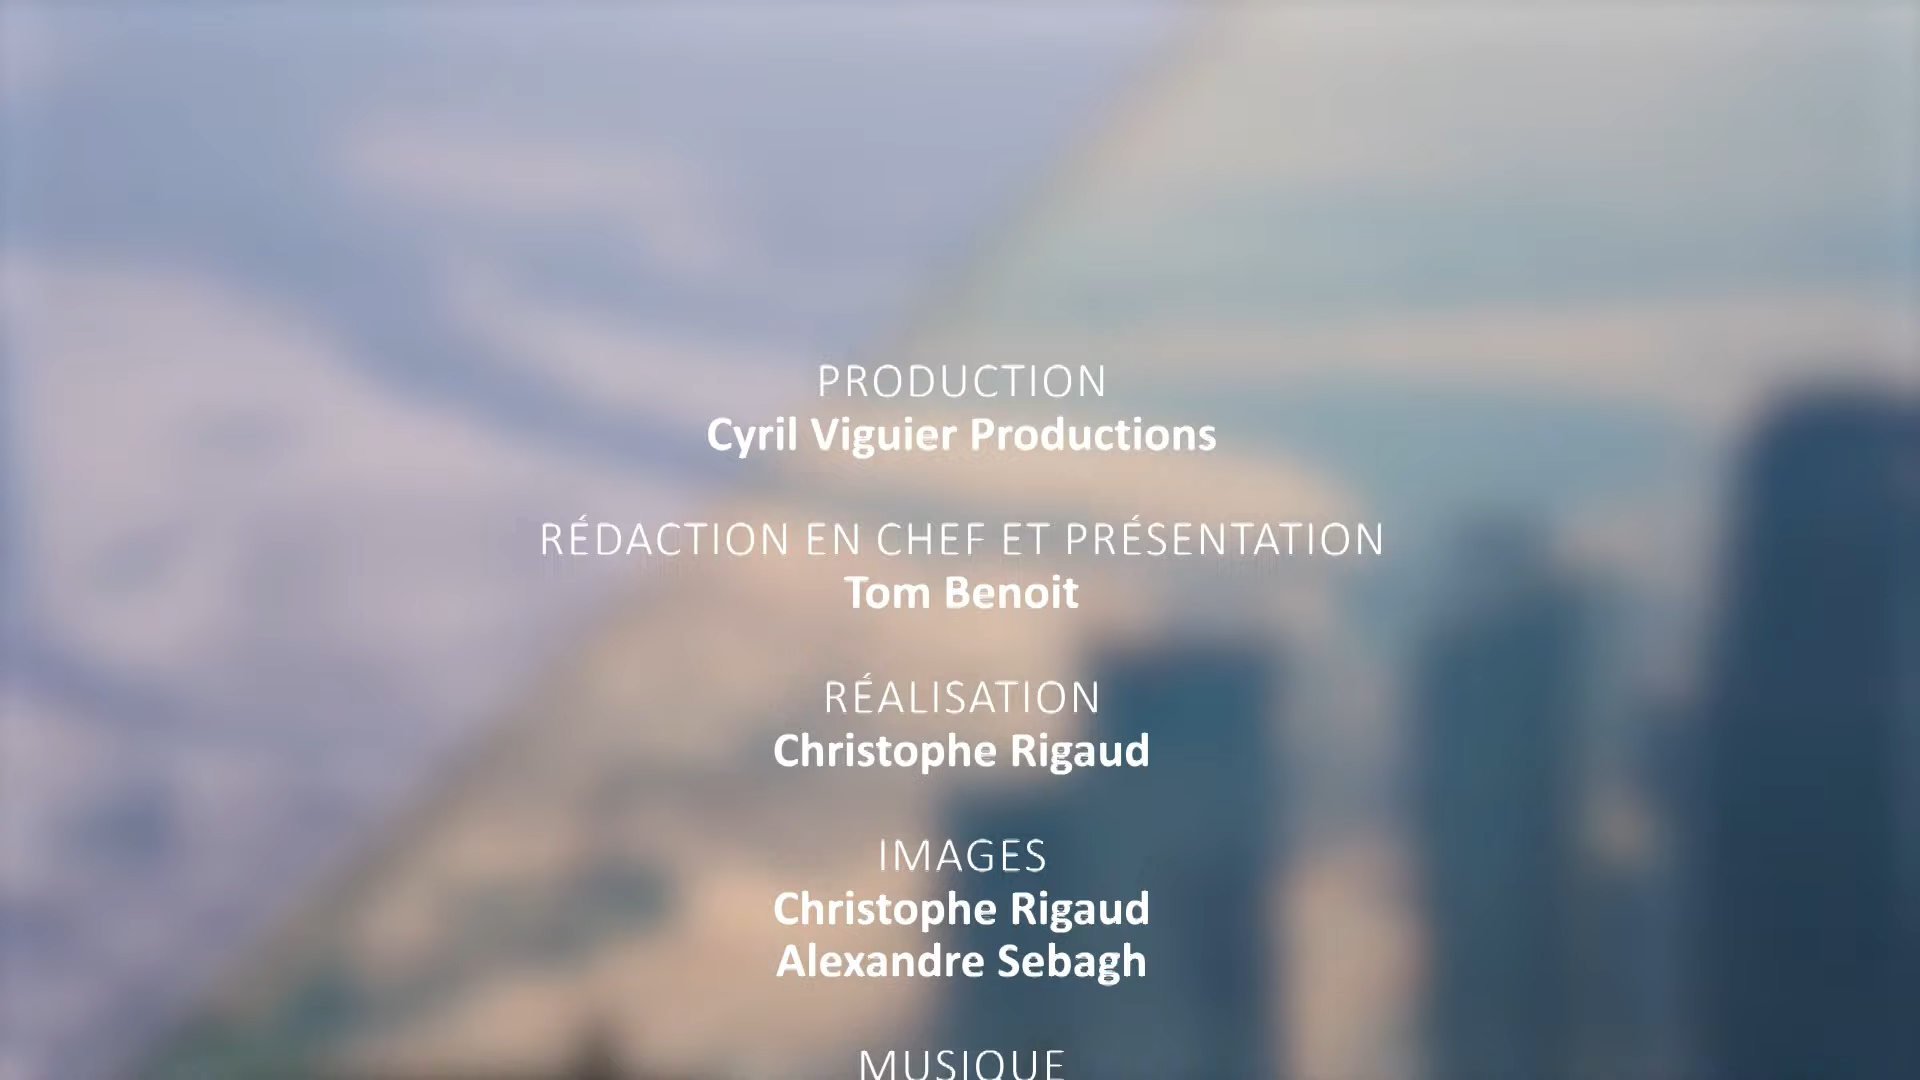 PRODUCTION
Cyril Viguier Productions
RÉDACTION EN CHEF ET PRÉSENTATION
Tom Benoit
RÉALISATION
Christophe Rigaud
IMAGES
Christophe Rigaud
Alexandre Sebagh
MUSIQUE